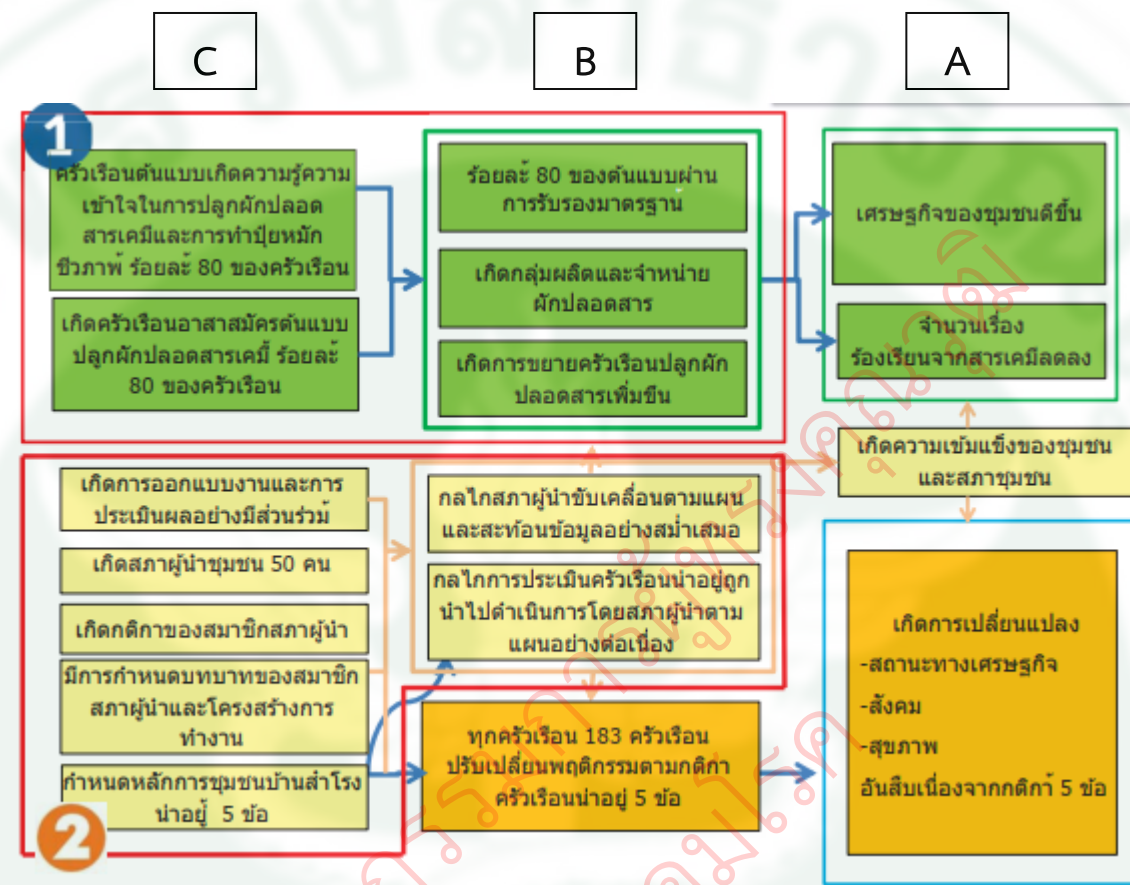 C
B
A
1
ครัวเรือนต้นแบบเกิดความรู้ความ
เข้าใจในการปลูกผักปลอด
สารเคมีและการทำปุ๋ยหมัก
ชีวภาพ้ ร้อยละ้ 80 ของครัวเรือน
เกิดครัวเรือนอาสาสมัครต้นแบบ
ปลูกผักปลอดสารเคมี้ ร้อยละ้
80 ของครัวเรือน
ร้อยละ้ 80 ของต้นแบบผ่าน
การรับรองมาตรฐาน้
เกิดกลุ่มผลิตและจำหน่าย
ผักปลอดสาร
เกิดการขยายครัวเรือนปลูกผัก
ปลอดสารเพิ่มขึ้น
เศรษฐกิจของชุมชนดีขึ้น
จำนวนเรื่อง
ร้องเรียนจากสารเคมีลดลง
เกิดความเข้มแข็งของชุมชน
และสภาชุมชน
เกิดการออกแบบงานและการ
ประเมินผลอย่างมีส่วนร่วม้
เกิดสภาผู้นำชุมชน 50 คน
เกิดกติกาของสมาชิกสภาผู้นำ
มีการกำหนดบทบาทของสมาชิก
สภาผู้นำและโครงสร้างการ
ทำงาน
กำหนดหลักการชุมชนบ้านสำโรง
น่าอยู่้ 5 ข้อ
2
กลไกสภาผู้นำขับเคลื่อนตามแผน
และสะท้อนข้อมูลอย่างสม่ำเสมอ
กลไกการประเมินครัวเรือนน่าอยู่ถูก
นำไปดำเนินการโดยสภาผู้นำตาม
แผนอย่างต่อเนื่อง
ทุกครัวเรือน 183 ครัวเรือน
ปรับเปลี่ยนพฤติกรรมตามกติกา
ครัวเรือนน่าอยู่ 5 ข้อ
เกิดการเปลี่ยนแปลง
-สถานะทางเศรษฐกิจ
-สังคม
-สุขภาพ
อันสืบเนื่องจากกติกา้ 5 ข้อ